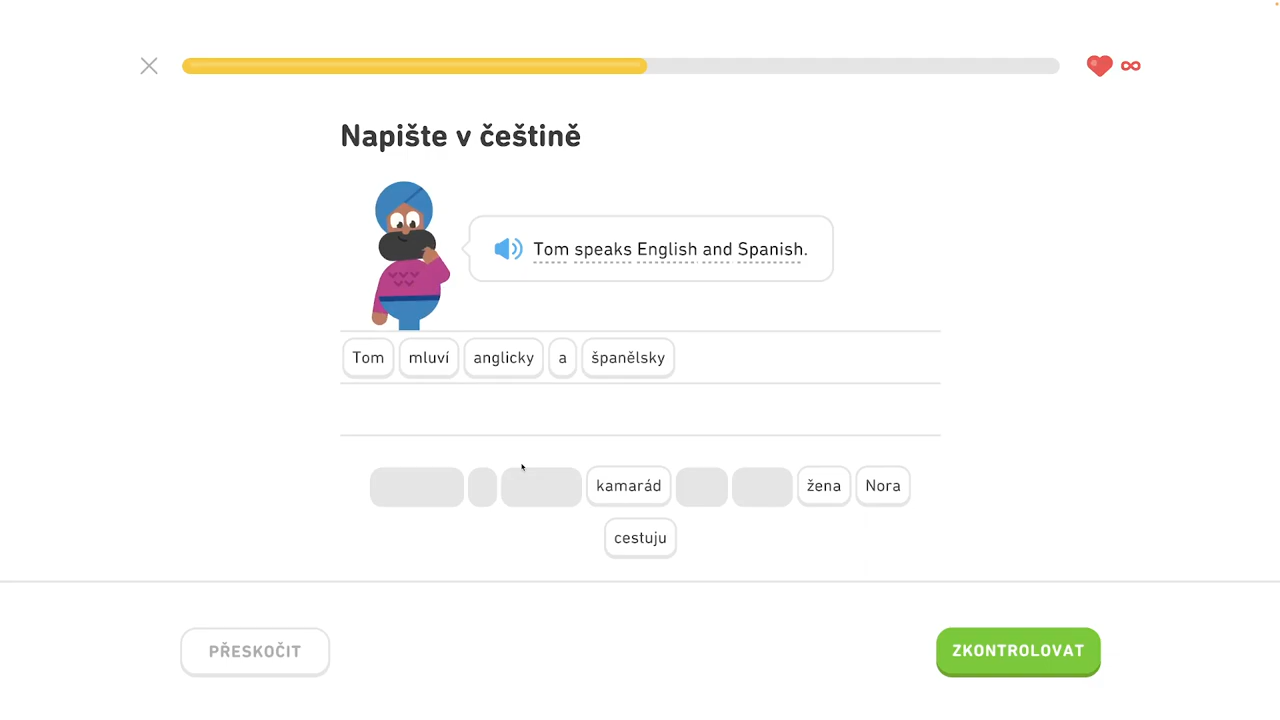 Napište v češtině
Tom speaks English and Spanish.
Tom mluví anglicky a španělsky
kamarád žena Nora
cestuju
PŘESKOČIT ZKONTROLOVAT